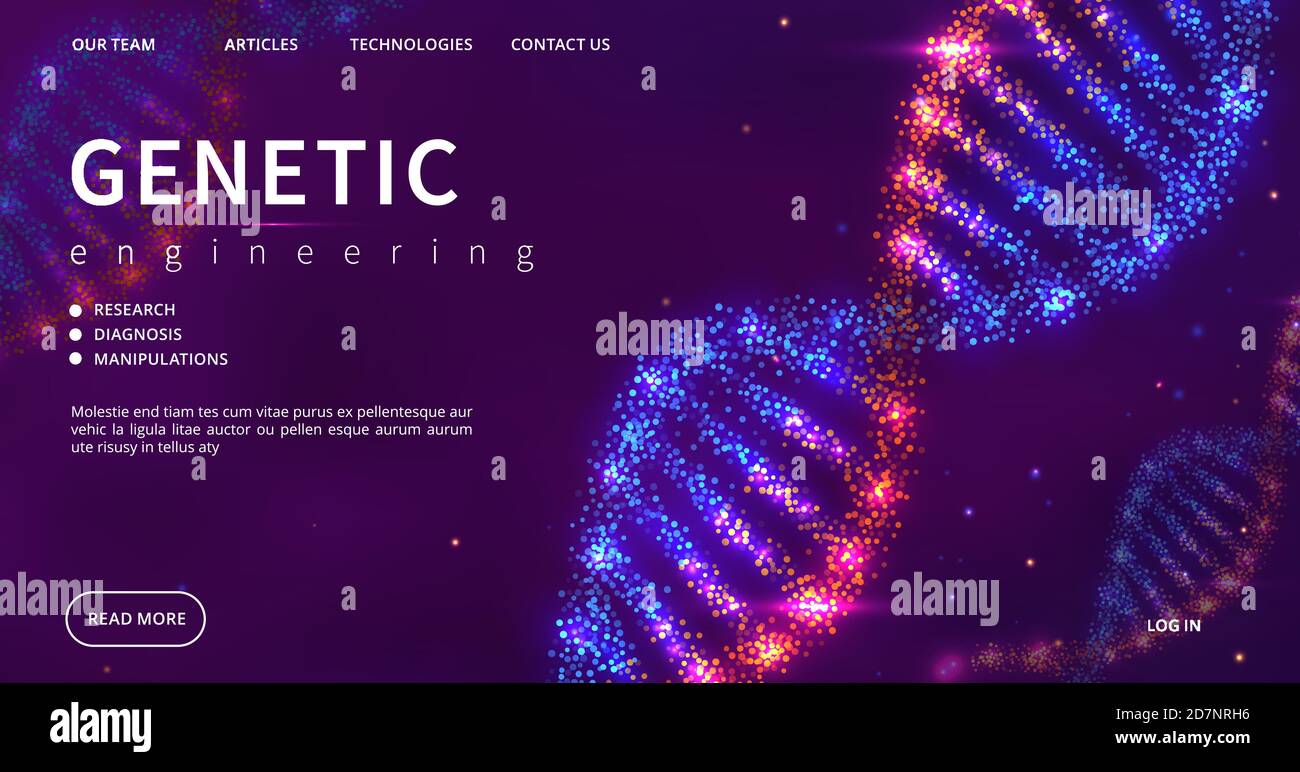 OUR TEAM ARTICLES TECHNOLOGIES CONTACT US
GENETIC
engineering
RESEARCH
DIAGNOSIS
MANIPULATIONS
Molestie end tiam tes cum vitae purus ex pellentesque aur
vehic la ligula litae auctor ou pellen esque aurum aurum
ute risusy in tellus aty
READ MORE
LOG IN
a a a a
alamy a a alamy
a alamy a
a a a
alamy a a alamy a
alamy
Image ID: 2D7NRH6
www.alamy.com